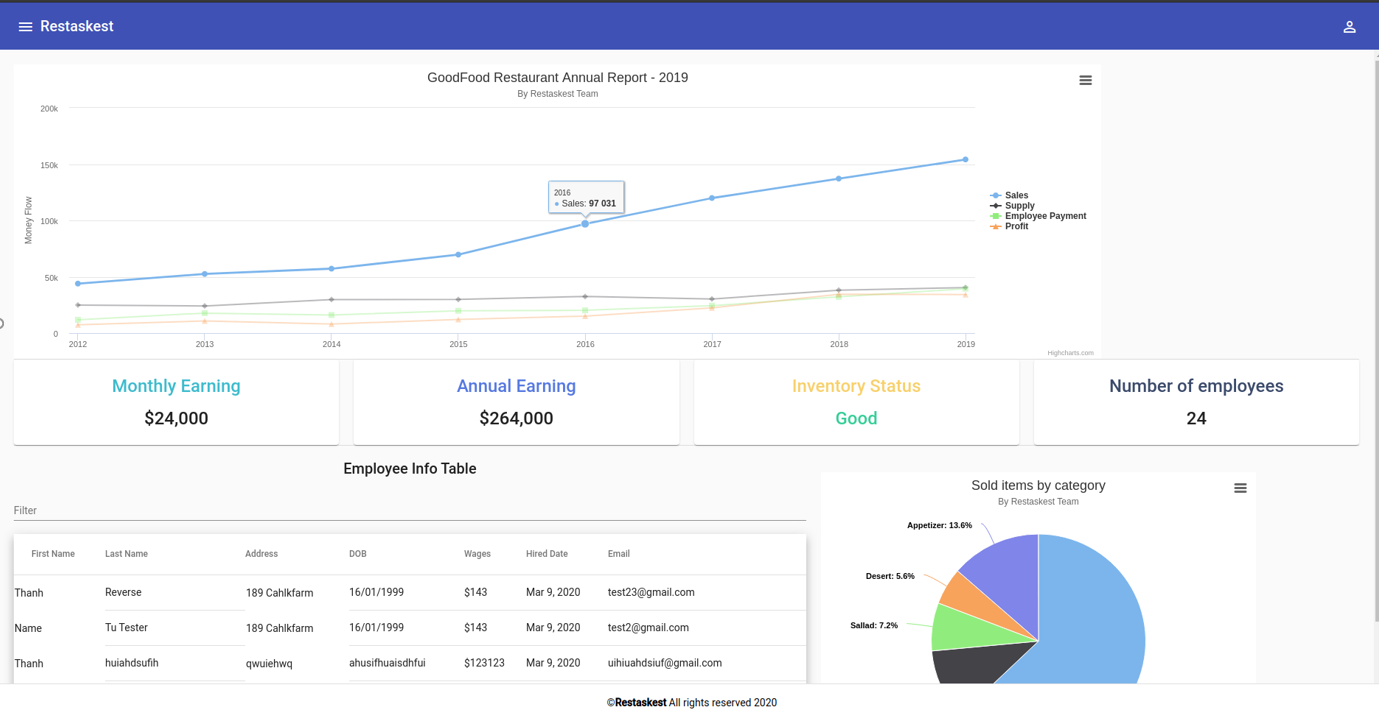 Restaskest
GoodFood Restaurant Annual Report - 2019
By Restaskest Team
Money Flow
200k
150k
100k
50k
0
2016
Sales: 97 031
2012 2013 2014 2015 2016 2017 2018 2019
Sales
Supply
Employee Payment
Profit
Highcharts.com
Monthly Earning
$24,000
Annual Earning
$264,000
Inventory Status
Good
Number of employees
24
Employee Info Table
Filter
First Name Last Name Address DOB Wages Hired Date Email
Thanh Reverse 189 Cahlkfarm 16/01/1999 $143 Mar 9, 2020 test23@gmail.com
Name Tu Tester 189 Cahlkfarm 16/01/1999 $143 Mar 9, 2020 test2@gmail.com
Thanh huiahdsufih qwuiehwq ahusifhuaisdhfui $123123 Mar 9, 2020 uihiuahdsiuf@gmail.com
Sold items by category
By Restaskest Team
Appetizer: 13.6%
Desert: 5.6%
Sallad: 7.2%
©Restaskest All rights reserved 2020